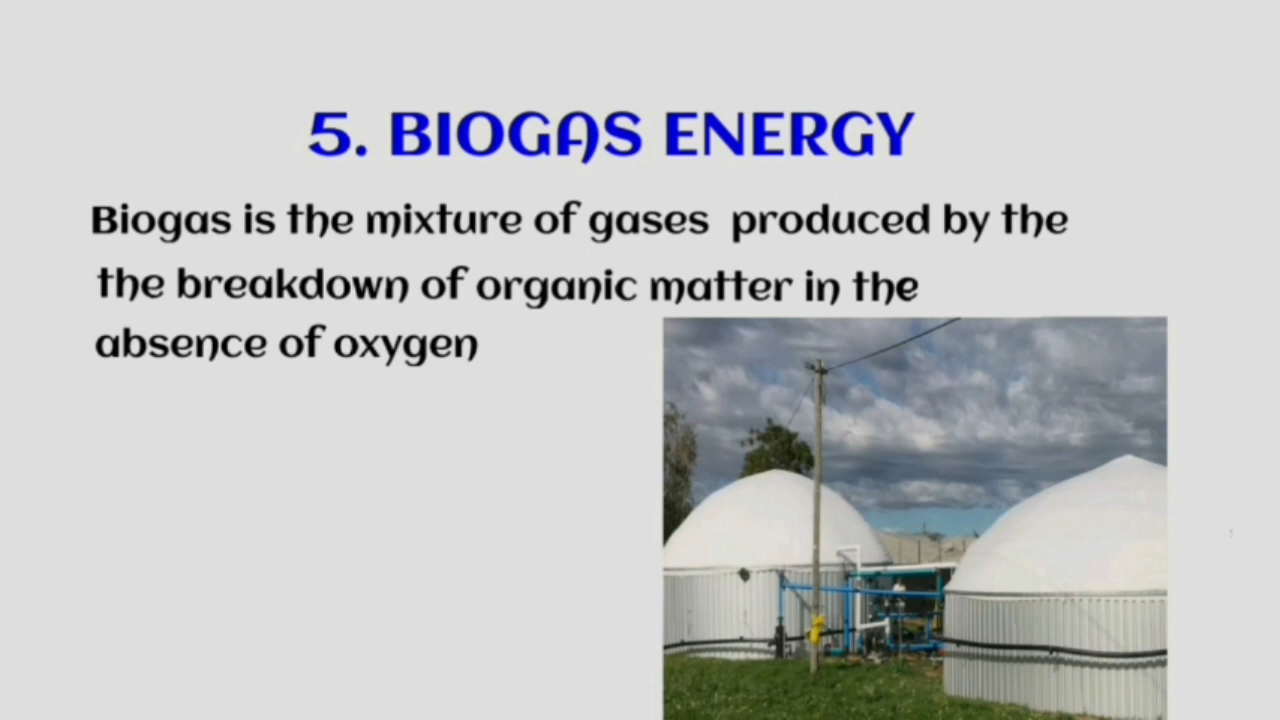 5. BIOGAS ENERGY
Biogas is the mixture of gases produced by the
the breakdown of organic matter in the
absence of oxygen